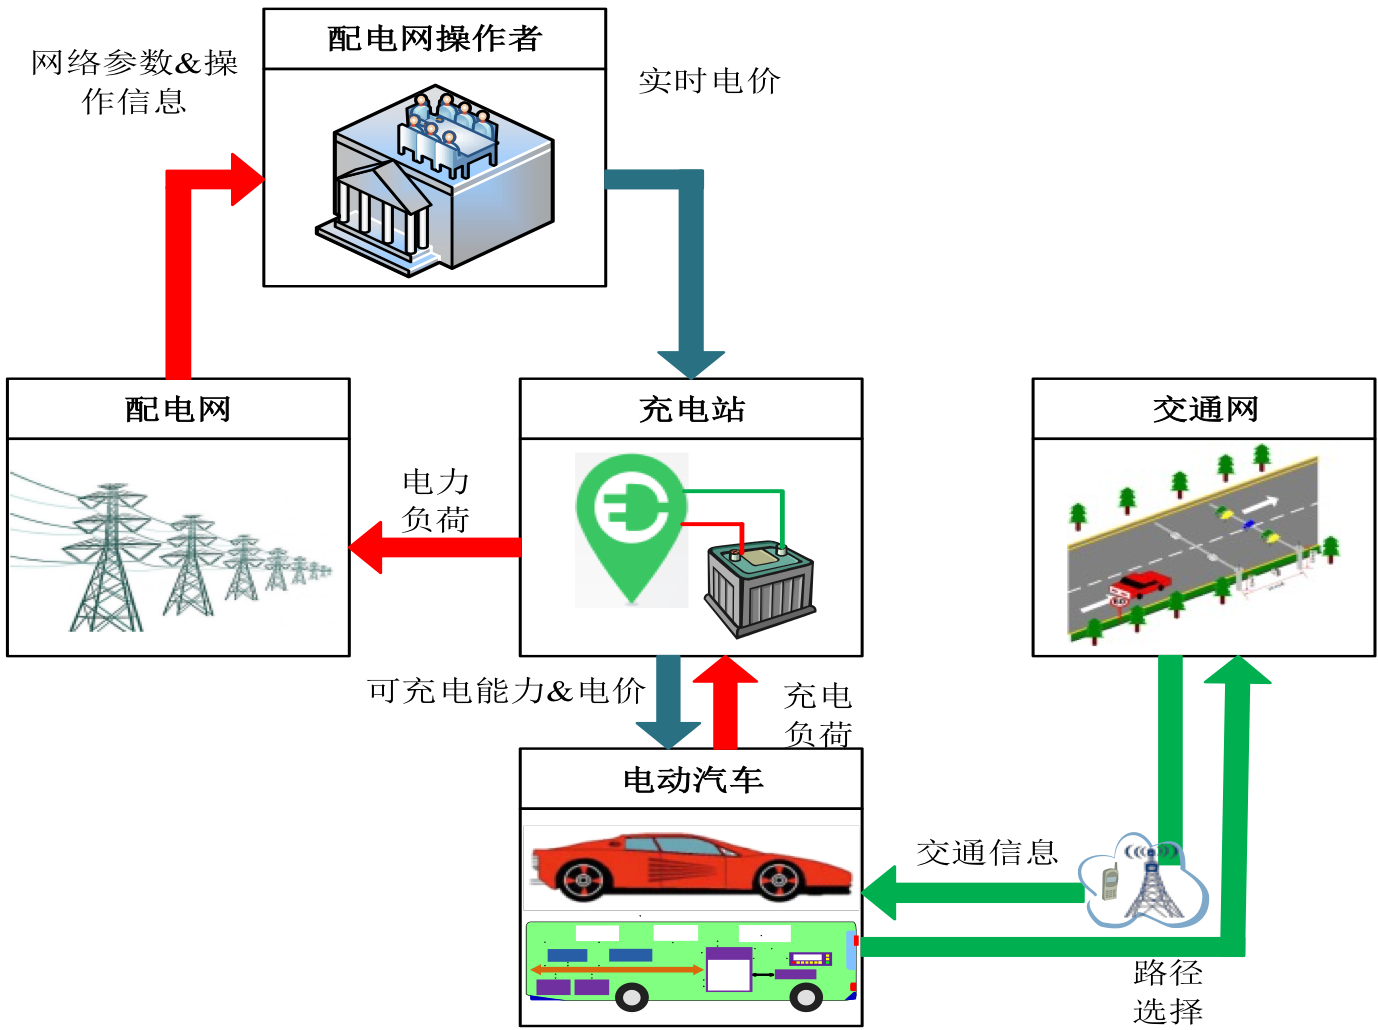 配电网操作者
网络参数&操
作信息
实时电价
配电网
充电站
交通网
电力
负荷
可充电能力&电价
充电
负荷
电动汽车
交通信息
路径
选择